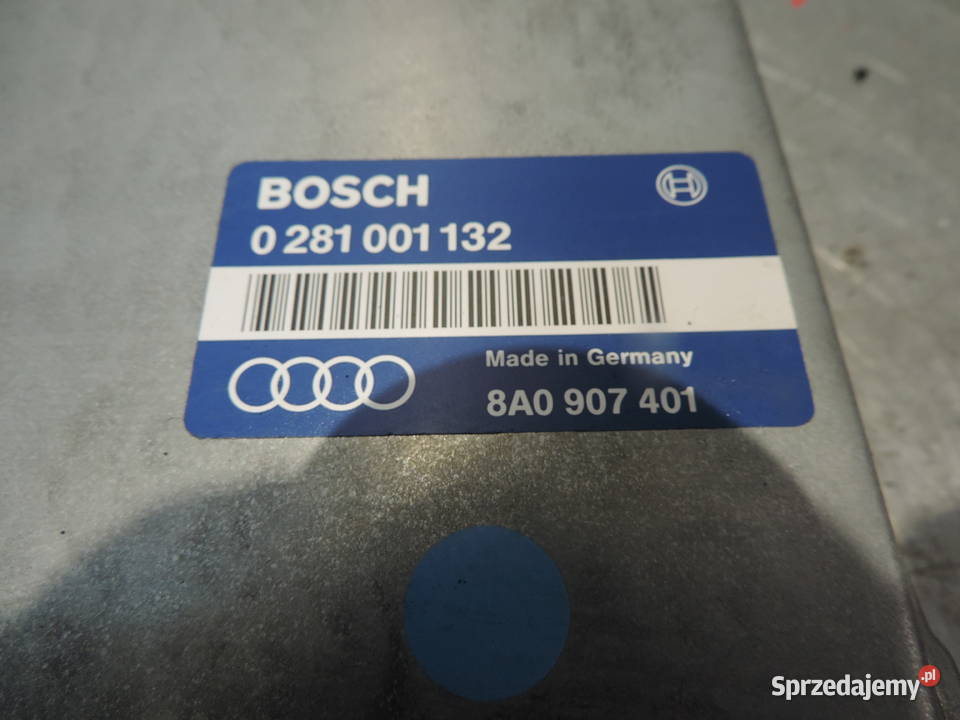 BOSCH
0 281 001 132
Made in Germany
8A0 907 401
Sprzedajemy.pl